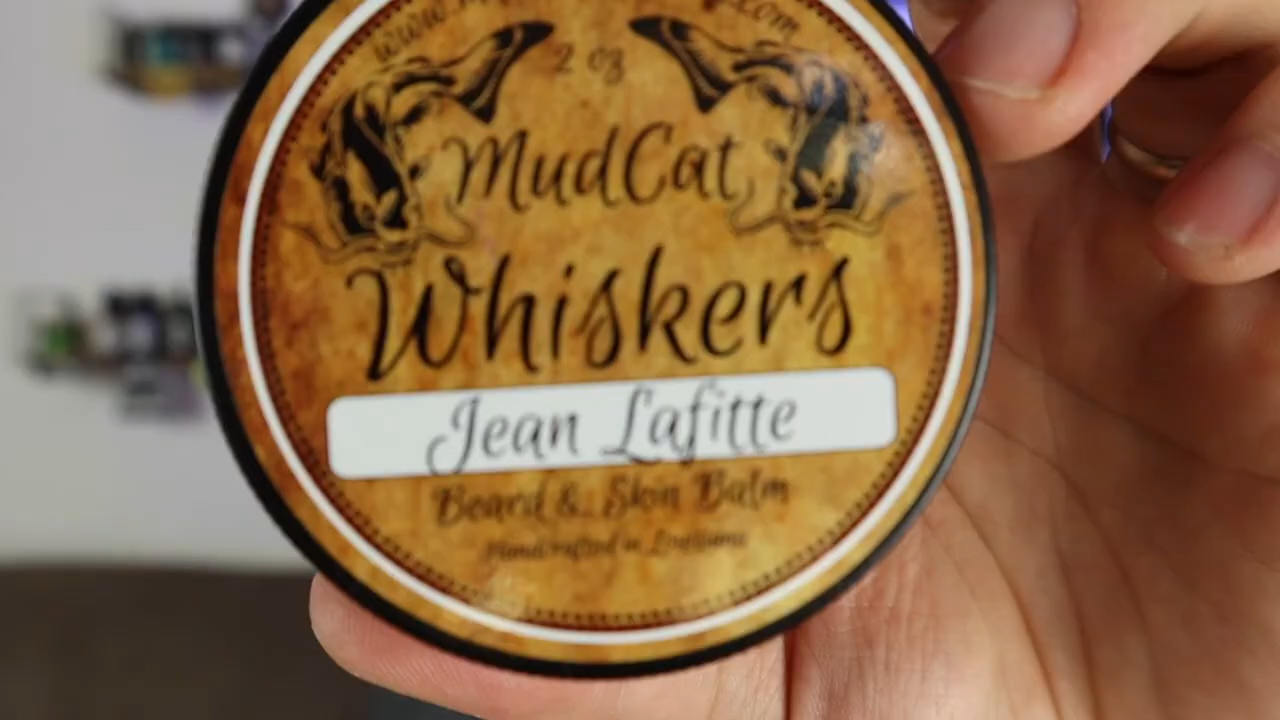 2 oz
MudCat
Whiskers
Jean Lafitte
Beard & Skin Balm
Handcrafted in Louisiana